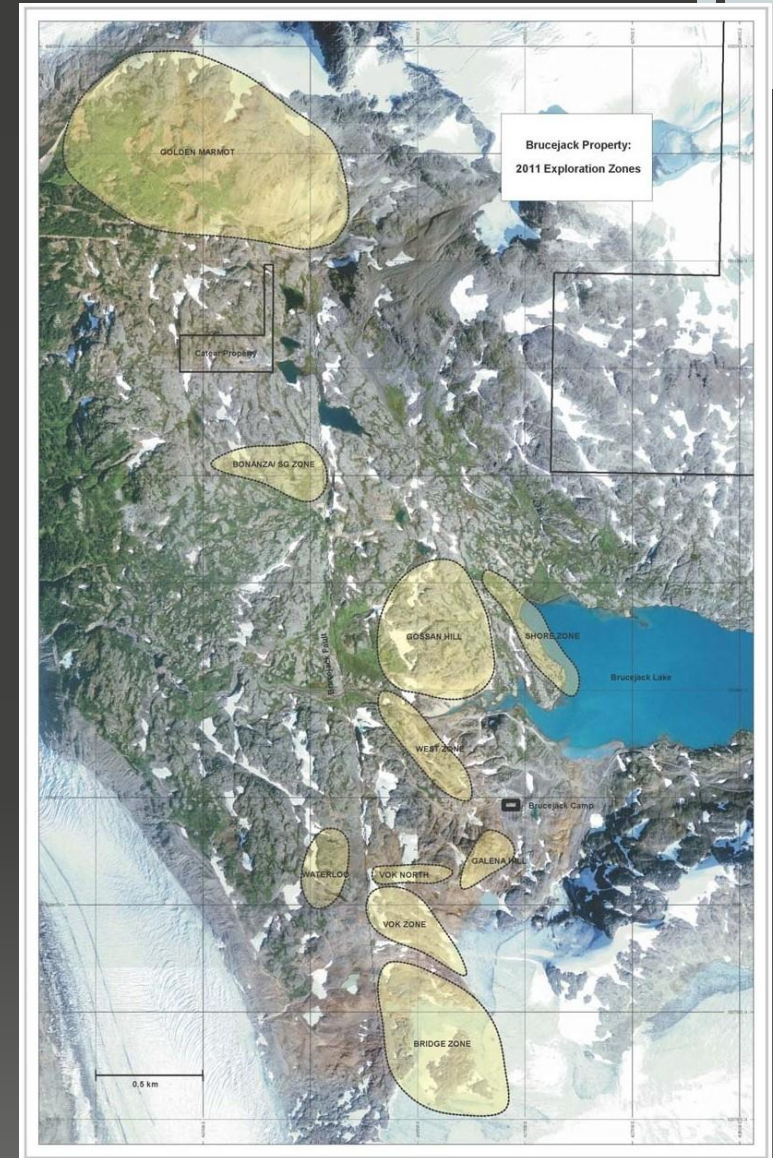 Brucejack Property:
2011 Exploration Zones
GOLDEN MARMOT
Catear Property
BONANZA/ SG ZONE
GOSSAN HILL
SHORE ZONE
Brucejack Fault
Brucejack Lake
WEST ZONE
Brucejack Camp
GALENA HILL
WATERLOO
VOK NORTH
VOK ZONE
BRIDGE ZONE
0.5 km